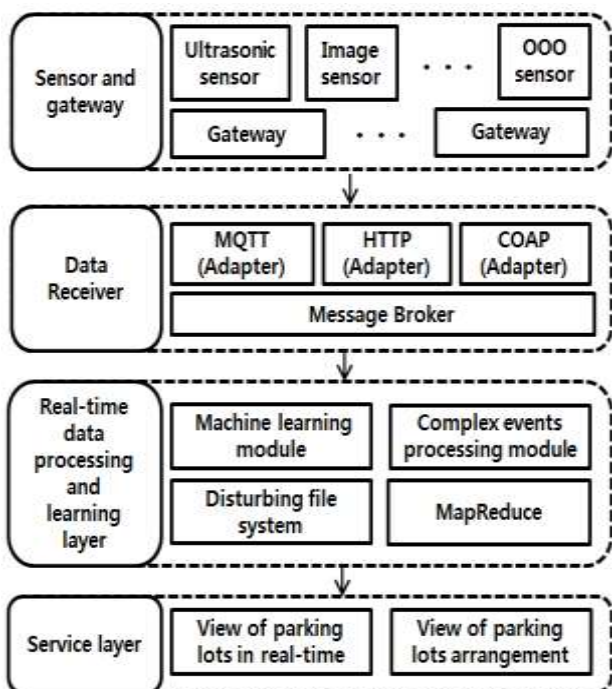 Sensor and
gateway
Ultrasonic
sensor
Image
sensor
. . .
OOO
sensor
Gateway
. . .
Gateway
Data
Receiver
MQTT
(Adapter)
HTTP
(Adapter)
COAP
(Adapter)
Message Broker
Real-time
data
processing
and
learning
layer
Machine learning
module
Complex events
processing module
Disturbing file
system
MapReduce
Service layer
View of parking
lots in real-time
View of parking
lots arrangement